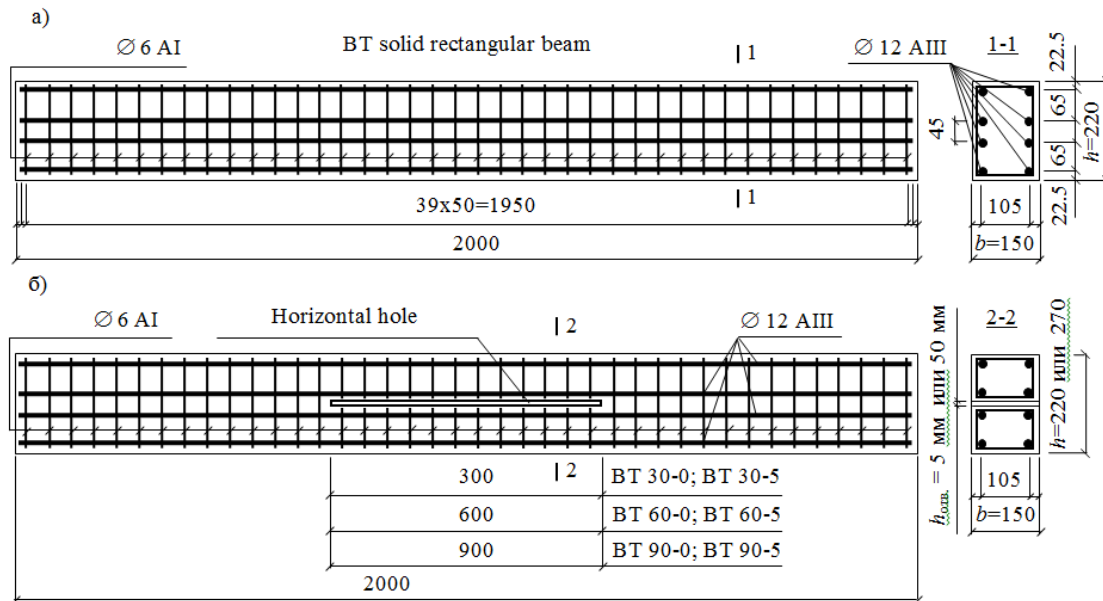 а)
∅ 6 AI
BT solid rectangular beam
1
∅ 12 AIII
1-1
22.5
65
45
65
h=220
22.5
39x50=1950
1
105
2000
b=150
б)
∅ 6 AI
Horizontal hole
2
∅ 12 AIII
2-2
hотв. = 5 мм или 50 мм
h=220 или 270
2
300
BT 30-0; BT 30-5
105
600
BT 60-0; BT 60-5
b=150
900
BT 90-0; BT 90-5
2000